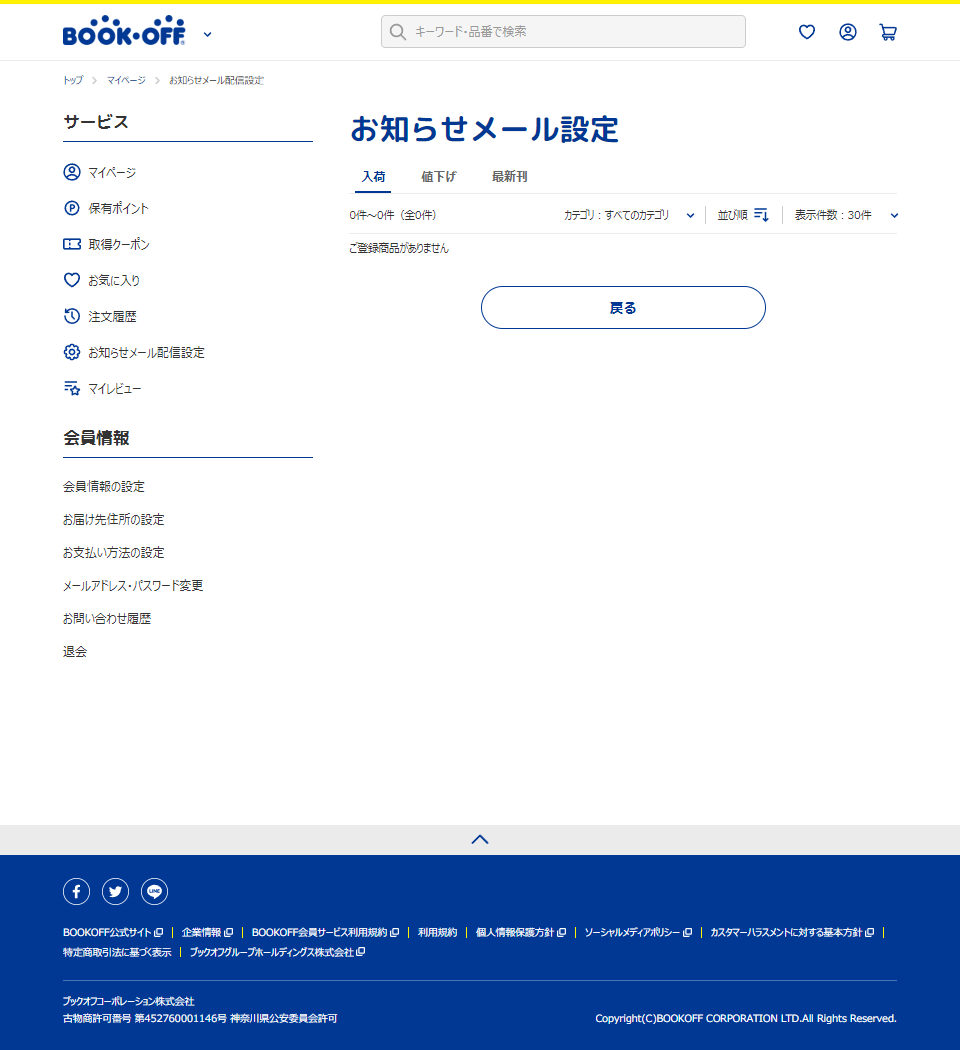 BOOK・OFF
キーワード・品番で検索
トップ マイページ お知らせメール配信設定
サービス
マイページ
保有ポイント
取得クーポン
お気に入り
注文履歴
お知らせメール配信設定
マイレビュー
会員情報
会員情報の設定
お届け先住所の設定
お支払い方法の設定
メールアドレス・パスワード変更
お問い合わせ履歴
退会
お知らせメール設定
入荷 値下げ 最新刊
0件～0件（全0件） カテゴリ：すべてのカテゴリ 並び順 表示件数：30件
ご登録商品がありません
戻る
LINE
BOOKOFF公式サイト 企業情報 BOOKOFF会員サービス利用規約 利用規約 個人情報保護方針 ソーシャルメディアポリシー カスタマーハラスメントに対する基本方針
特定商取引法に基づく表示 ブックオフグループホールディングス株式会社
ブックオフコーポレーション株式会社
古物商許可番号 第452760001146号 神奈川県公安委員会許可
Copyright(C)BOOKOFF CORPORATION LTD.All Rights Reserved.